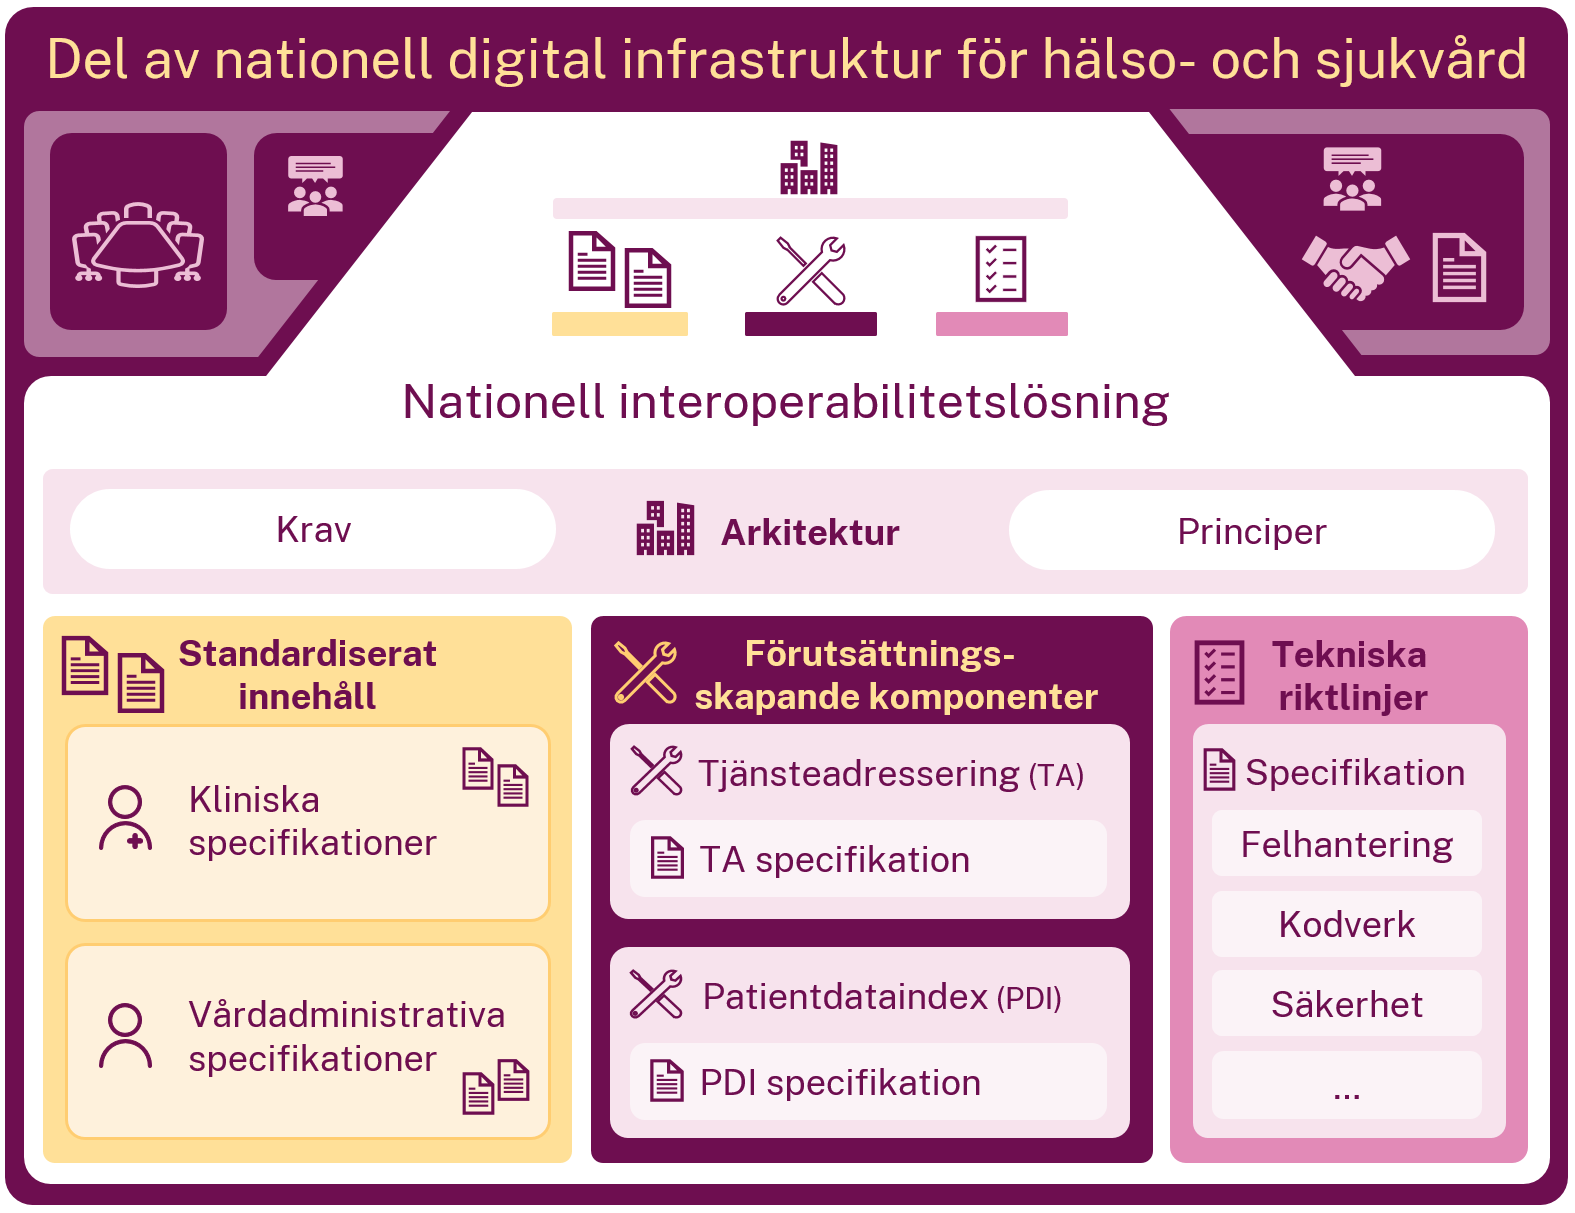 Del av nationell digital infrastruktur för hälso- och sjukvård
Nationell interoperabilitetslösning
Krav
Arkitektur
Principer
Standardiserat
innehåll
Kliniska
specifikationer
Vårdadministrativa
specifikationer
Förutsättnings-
skapande komponenter
Tjänsteadressering (TA)
TA specifikation
Patientdataindex (PDI)
PDI specifikation
Tekniska
riktlinjer
Specifikation
Felhantering
Kodverk
Säkerhet
...